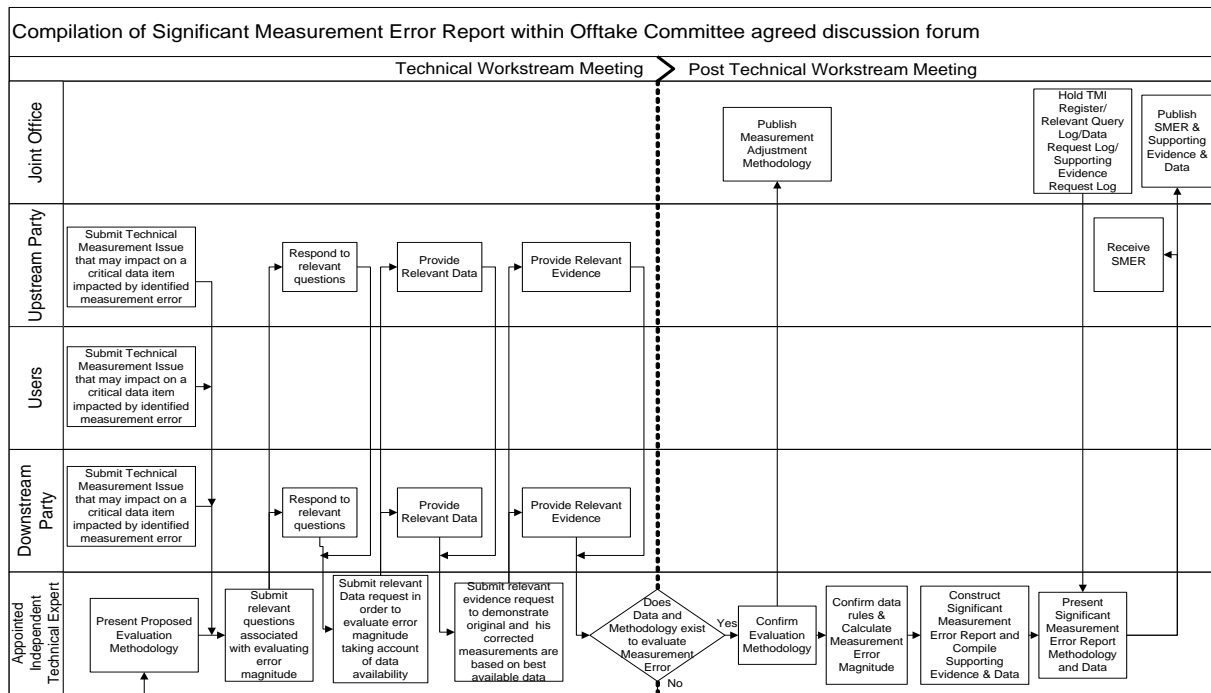 Compilation of Significant Measurement Error Report within Offtake Committee agreed discussion forum
Technical Workstream Meeting
Post Technical Workstream Meeting
Joint Office
Publish
Measurement
Adjustment
Methodology
Hold TMI
Register/
Relevant Query
Log/Data
Request Log/
Supporting
Evidence
Request Log
Publish
SMER &
Supporting
Evidence &
Data
Upstream Party
Submit Technical
Measurement Issue
that may impact on a
critical data item
impacted by identified
measurement error
Respond to
relevant
questions
Provide
Relevant Data
Provide Relevant
Evidence
Receive
SMER
Users
Submit Technical
Measurement Issue
that may impact on a
critical data item
impacted by identified
measurement error
Downstream
Party
Submit Technical
Measurement Issue
that may impact on a
critical data item
impacted by identified
measurement error
Respond to
relevant
questions
Provide
Relevant Data
Provide Relevant
Evidence
Appointed
Independent
Technical Expert
Present Proposed
Evaluation
Methodology
Submit
relevant
questions
associated
with evaluating
error
magnitude
Submit relevant
Data request in
order to
evaluate error
magnitude
taking account
of data
availability
Submit relevant
evidence request
to demonstrate
original and  his
corrected
measurements are
based on best
available data
Does
Data and
Methodology exist
to evaluate
Measurement
Error
Yes
No
Confirm
Evaluation
Methodology
Confirm data
rules & Calculate
Measurement
Error
Magnitude
Construct
Significant
Measurement
Error Report and
Compile
Supporting
Evidence & Data
Present
Significant
Measurement
Error Report
Methodology
and Data